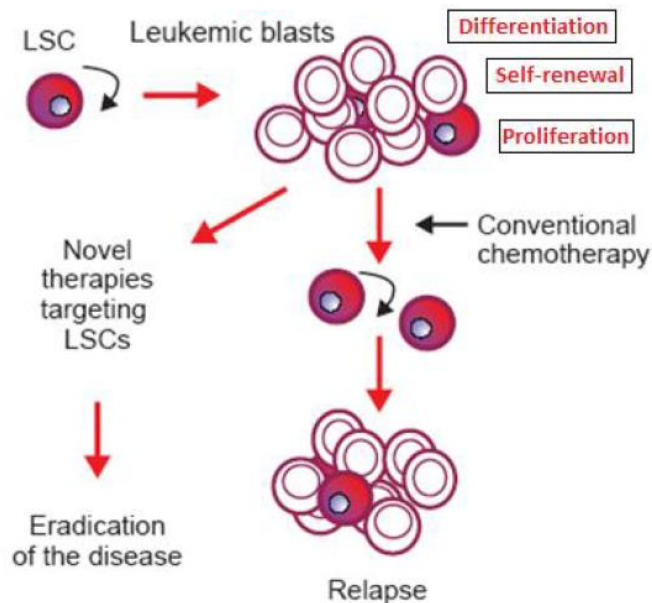 LSC
Leukemic blasts
Differentiation
Self-renewal
Proliferation
Novel
therapies
targeting
LSCs
Conventional
chemotherapy
Eradication
of the disease
Relapse